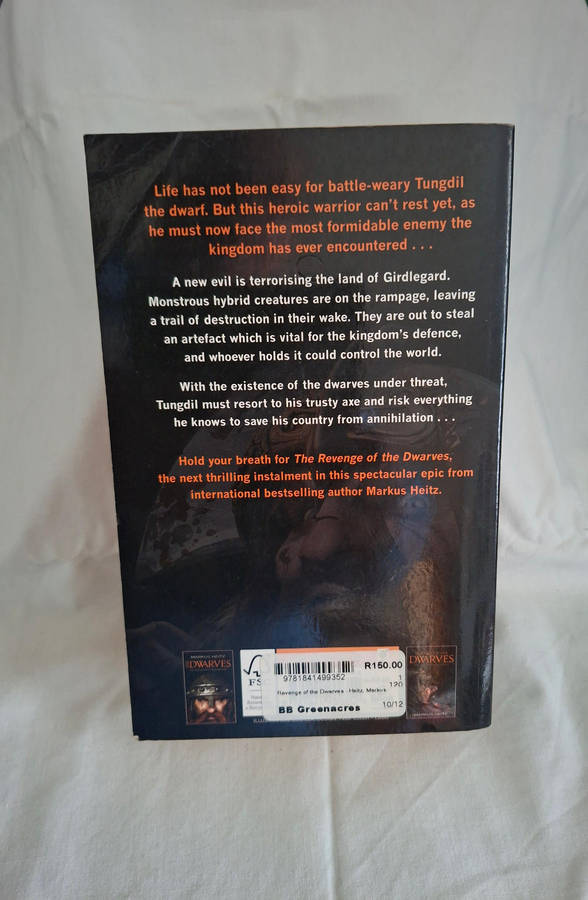 Life has not been easy for battle-weary Tungdil
the dwarf. But this heroic warrior can't rest yet, as
he must now face the most formidable enemy the
kingdom has ever encountered . . .
A new evil is terrorising the land of Girdlegard.
Monstrous hybrid creatures are on the rampage, leaving
a trail of destruction in their wake. They are out to steal
an artefact which is vital for the kingdom's defence,
and whoever holds it could control the world.
With the existence of the dwarves under threat,
Tungdil must resort to his trusty axe and risk everything
he knows to save his country from annihilation . . .
Hold your breath for The Revenge of the Dwarves,
the next thrilling instalment in this spectacular epic from
international bestselling author Markus Heitz.
MARKUS HEITZ
DWARVES
FS
R150.00
9781841499352
1
120
Revenge of the Dwarves - Heitz, Markus
BB Greenacres
10/12
DWARVES
MARKUS HEITZ